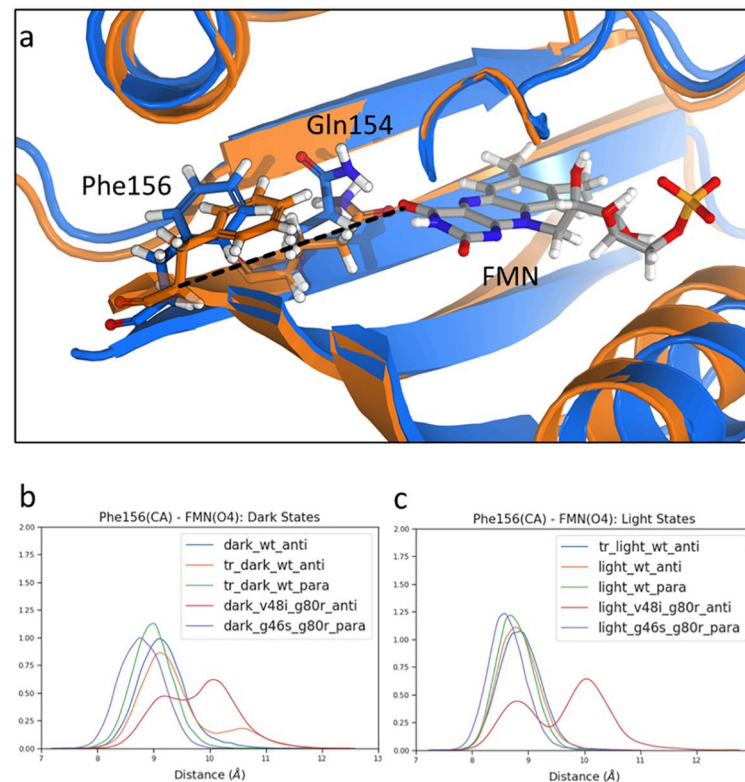 a
Gln154
Phe156
FMN
b
Phe156(CA) - FMN(O4): Dark States
2.00
1.75
1.50
1.25
1.00
0.75
0.50
0.25
0.00
7 8 9 10 11 12 13
Distance (Å)
dark_wt_anti
tr_dark_wt_anti
tr_dark_wt_para
dark_v48i_g80r_anti
dark_g46s_g80r_para
c
Phe156(CA) - FMN(O4): Light States
2.00
1.75
1.50
1.25
1.00
0.75
0.50
0.25
0.00
7 8 9 10 11 12
Distance (Å)
tr_light_wt_anti
light_wt_anti
light_wt_para
light_v48i_g80r_anti
light_g46s_g80r_para